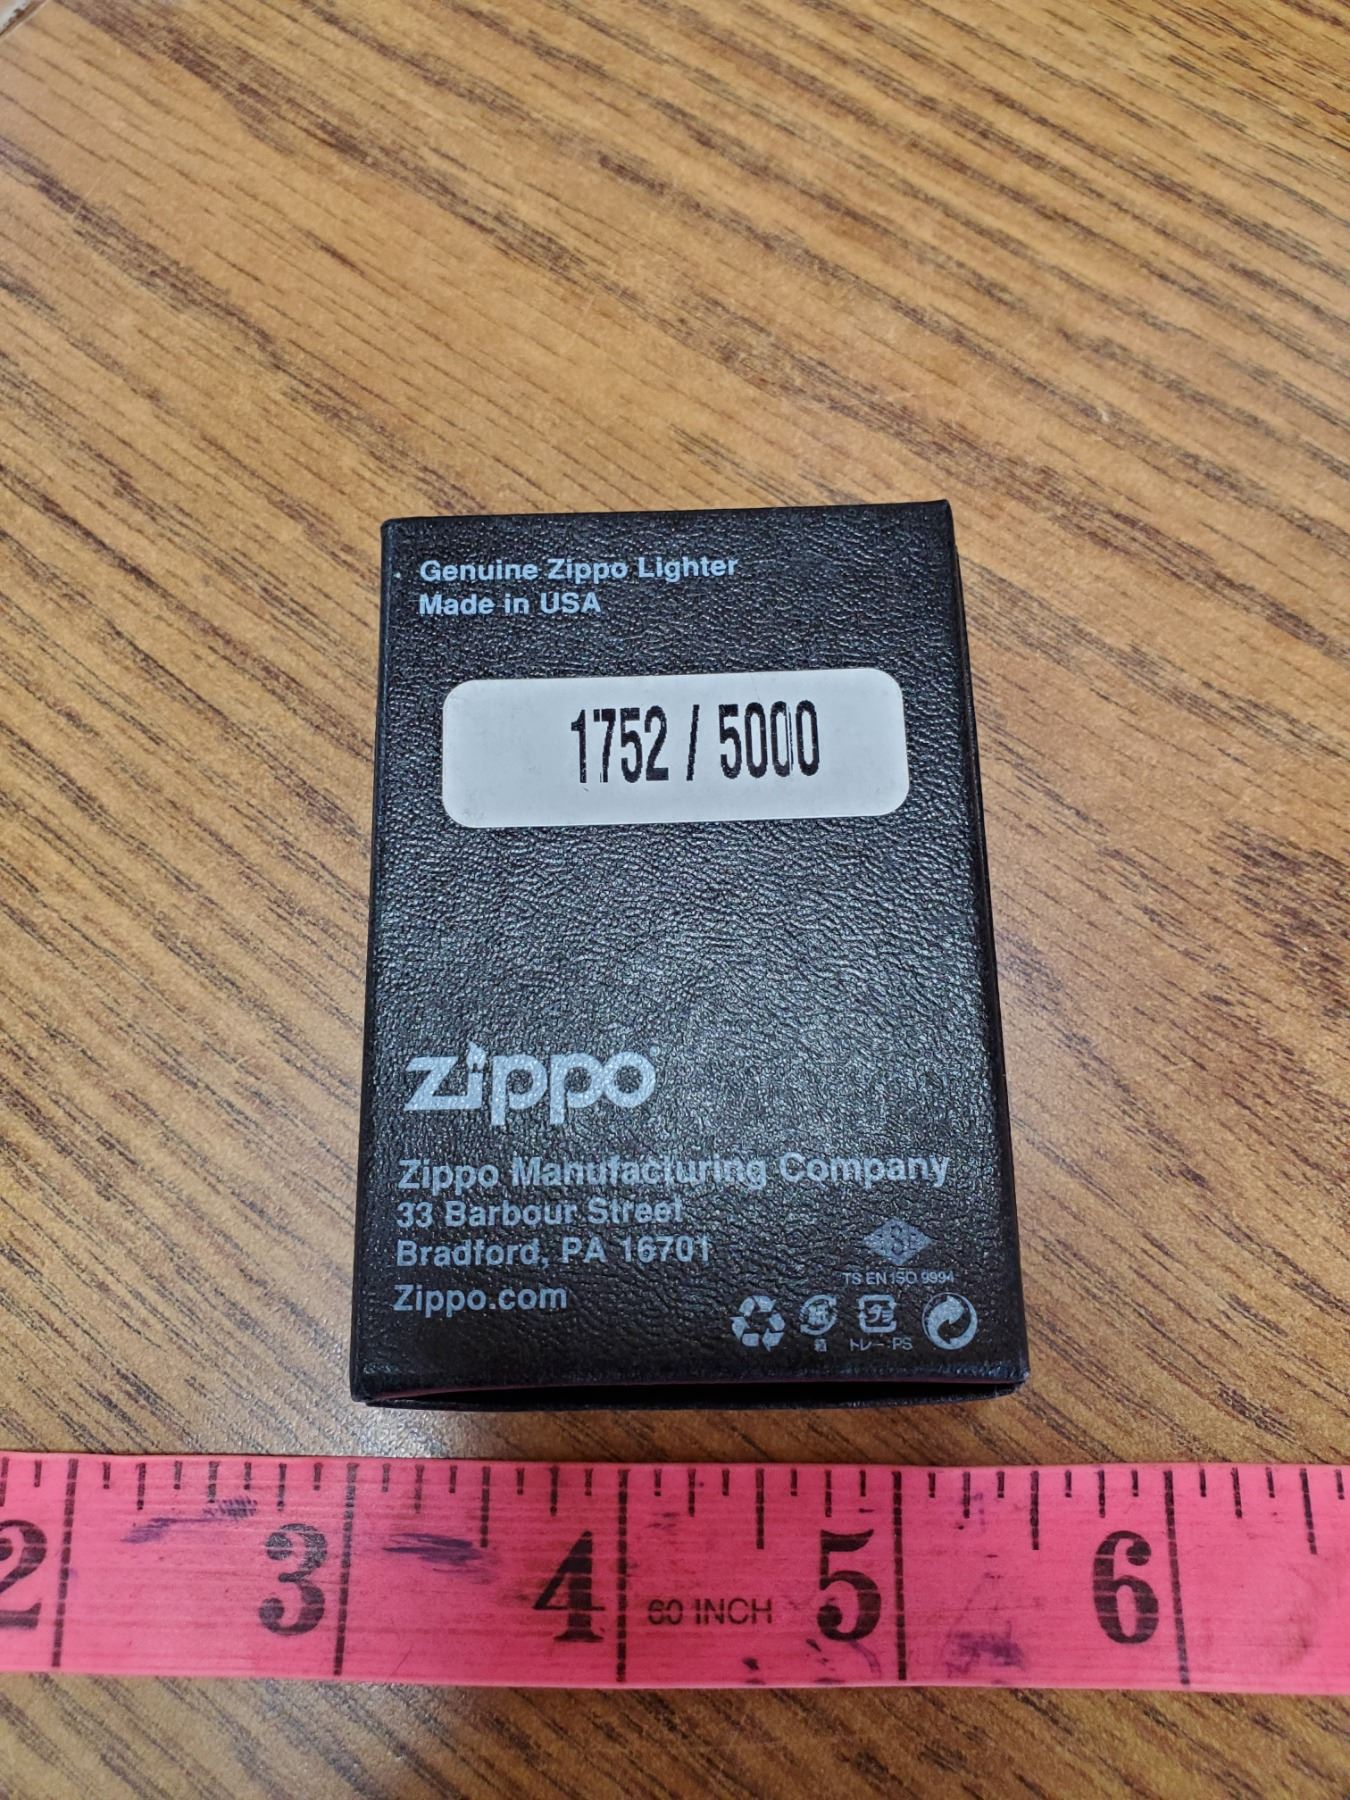 Genuine Zippo Lighter
Made in USA
1752 / 5000
zippo
Zippo Manufacturing Company
33 Barbour Street
Bradford, PA 16701
Zippo.com
TS EN ISO 9994
トレー:PS
2 3 4 60 INCH 5 6